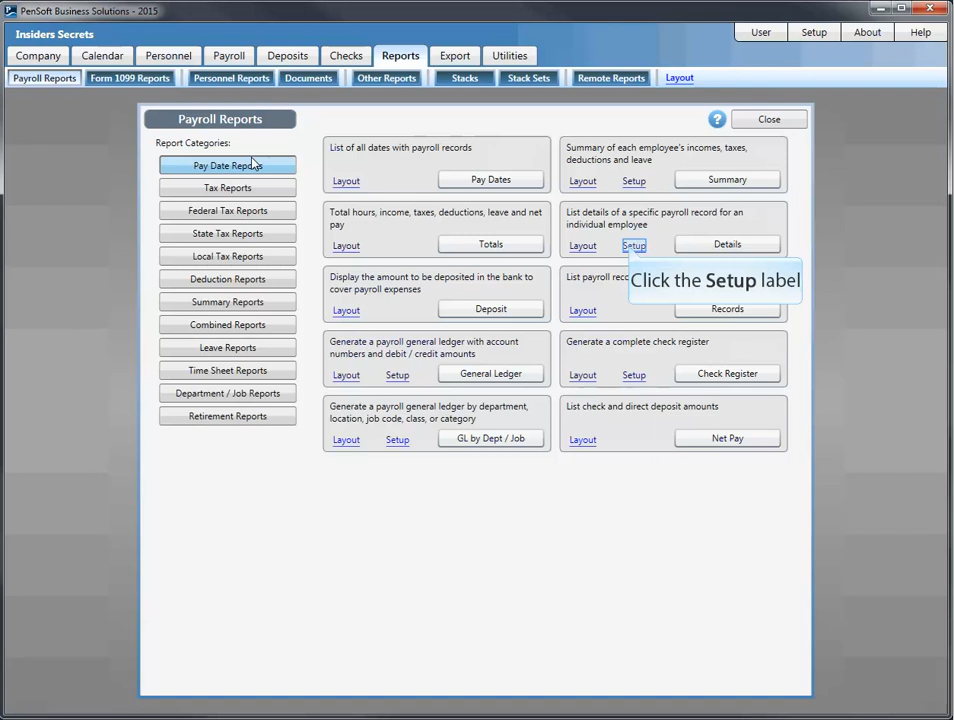 PenSoft Business Solutions - 2015
Insiders Secrets
User Setup About Help
Company Calendar Personnel Payroll Deposits Checks Reports Export Utilities
Payroll Reports Form 1099 Reports Personnel Reports Documents Other Reports Stacks Stack Sets Remote Reports Layout
Payroll Reports
? Close
Report Categories:
Pay Date Reports
Tax Reports
Federal Tax Reports
State Tax Reports
Local Tax Reports
Deduction Reports
Summary Reports
Combined Reports
Leave Reports
Time Sheet Reports
Department / Job Reports
Retirement Reports
List of all dates with payroll records
Layout Pay Dates
Summary of each employee's incomes, taxes,
deductions and leave
Layout Setup Summary
Total hours, income, taxes, deductions, leave and net
pay
Layout Totals
List details of a specific payroll record for an
individual employee
Layout Setup Details
Click the Setup label
Display the amount to be deposited in the bank to
cover payroll expenses
Layout Deposit
List payroll
Layout Records
Generate a payroll general ledger with account
numbers and debit / credit amounts
Layout Setup General Ledger
Generate a complete check register
Layout Setup Check Register
Generate a payroll general ledger by department,
location, job code, class, or category
Layout Setup GL by Dept / Job
List check and direct deposit amounts
Layout Net Pay